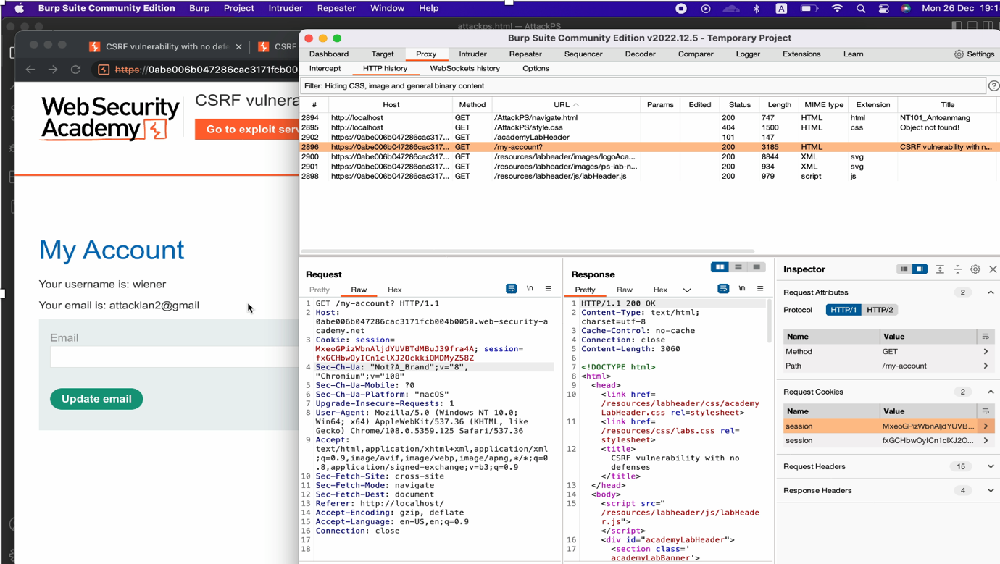 Burp Suite Community Edition Burp Project Intruder Repeater Window Help A Mon 26 Dec 19:1
attackps.html — AttackPS
CSRF vulnerability with no defe × CSRF
https://0abe006b047286cac3171fcb00
Web Security
Academy
CSRF vulnera
Go to exploit serv
My Account
Your username is: wiener
Your email is: attacklan2@gmail
Email
Update email
Burp Suite Community Edition v2022.12.5 - Temporary Project
Dashboard Target Proxy Intruder Repeater Sequencer Decoder Comparer Logger Extensions Learn Settings
Intercept HTTP history WebSockets history Options
Filter: Hiding CSS, image and general binary content ?
# Host Method URL Params Edited Status Length MIME type Extension Title
2894 http://localhost GET /AttackPS/navigate.html 200 747 HTML html NT101_Antoanmang
2895 http://localhost GET /AttackPS/style.css 404 1500 HTML css Object not found!
2902 https://0abe006b047286cac317... GET /academyLabHeader 101 147
2896 https://0abe006b047286cac317... GET /my-account? 200 3185 HTML CSRF vulnerability with n...
2900 https://0abe006b047286cac317... GET /resources/labheader/images/logoAca... 200 8844 XML svg
2901 https://0abe006b047286cac317... GET /resources/labheader/images/ps-lab-n... 200 934 XML svg
2898 https://0abe006b047286cac317... GET /resources/labheader/js/labHeader.js 200 979 script js
Request
Pretty Raw Hex \n
1 GET /my-account? HTTP/1.1
2 Host:
0abe006b047286cac3171fcb004b0050.web-security-a
cademy.net
3 Cookie: session=
MxeoGPizWbnAljdYUVBTdMBuJ39fra4A; session=
fxGCHbwOyICn1clXJ2OckkiQMDMyZ58Z
4 Sec-Ch-Ua: "Not?A_Brand";v="8",
"Chromium";v="108"
5 Sec-Ch-Ua-Mobile: ?0
6 Sec-Ch-Ua-Platform: "macOS"
7 Upgrade-Insecure-Requests: 1
8 User-Agent: Mozilla/5.0 (Windows NT 10.0;
Win64; x64) AppleWebKit/537.36 (KHTML, like
Gecko) Chrome/108.0.5359.125 Safari/537.36
9 Accept:
text/html,application/xhtml+xml,application/xml
;q=0.9,image/avif,image/webp,image/apng,*/*;q=0
.8,application/signed-exchange;v=b3;q=0.9
10 Sec-Fetch-Site: cross-site
11 Sec-Fetch-Mode: navigate
12 Sec-Fetch-Dest: document
13 Referer: http://localhost/
14 Accept-Encoding: gzip, deflate
15 Accept-Language: en-US,en;q=0.9
16 Connection: close
17
18
Response
Pretty Raw Hex \n
1 HTTP/1.1 200 OK
2 Content-Type: text/html;
charset=utf-8
3 Cache-Control: no-cache
4 Connection: close
5 Content-Length: 3060
6
7 <!DOCTYPE html>
8 <html>
9 <head>
10 <link href=
/resources/labheader/css/academy
LabHeader.css rel=stylesheet>
11 <link href=
/resources/css/labs.css rel=
stylesheet>
12 <title>
CSRF vulnerability with no
defenses
</title>
13 </head>
14 <body>
15 <script src="
/resources/labheader/js/labHeade
r.js">
</script>
16 <div id="academyLabHeader">
17 <section class='
academyLabBanner'>
Inspector
Request Attributes 2
Protocol HTTP/1 HTTP/2
Name Value
Method GET
Path /my-account
Request Cookies 2
Name Value
session MxeoGPizWbnAljdYUVB...
session fxGCHbwOyICn1clXJ2O...
Request Headers 15
Response Headers 4